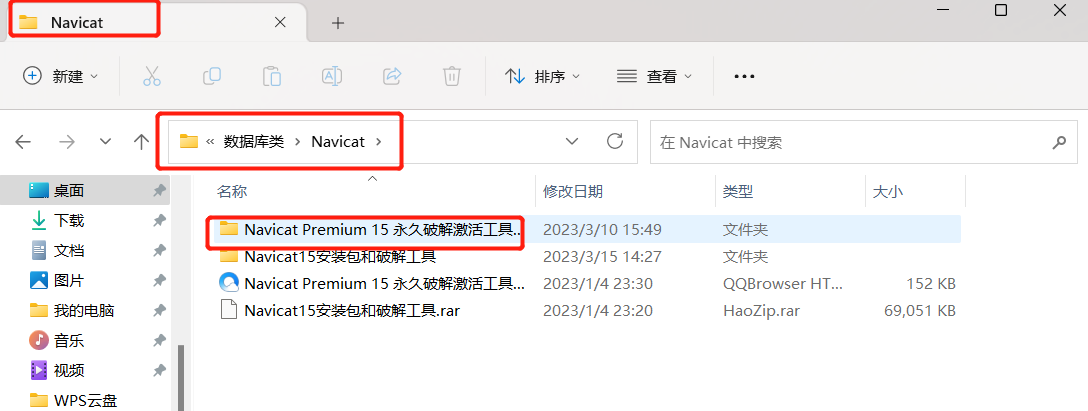 Navicat
新建 排序 查看
« 数据库类 > Navicat > 在 Navicat 中搜索
名称 修改日期 类型 大小
桌面
下载
文档
图片
我的电脑
音乐
视频
WPS云盘
Navicat Premium 15 永久破解激活工具... 2023/3/10 15:49 文件夹
Navicat15安装包和破解工具 2023/3/15 14:27 文件夹
Navicat Premium 15 永久破解激活工具... 2023/1/4 23:30 QQBrowser HT... 152 KB
Navicat15安装包和破解工具.rar 2023/1/4 23:20 HaoZip.rar 69,051 KB